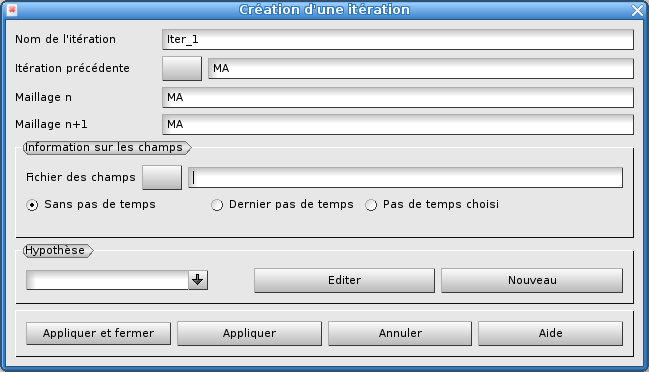 Création d'une itération
Nom de l'itération Iter_1
Itération précédente MA
Maillage n MA
Maillage n+1 MA
Information sur les champs
Fichier des champs
Sans pas de temps Dernier pas de temps Pas de temps choisi
Hypothèse
Editer Nouveau
Appliquer et fermer Appliquer Annuler Aide